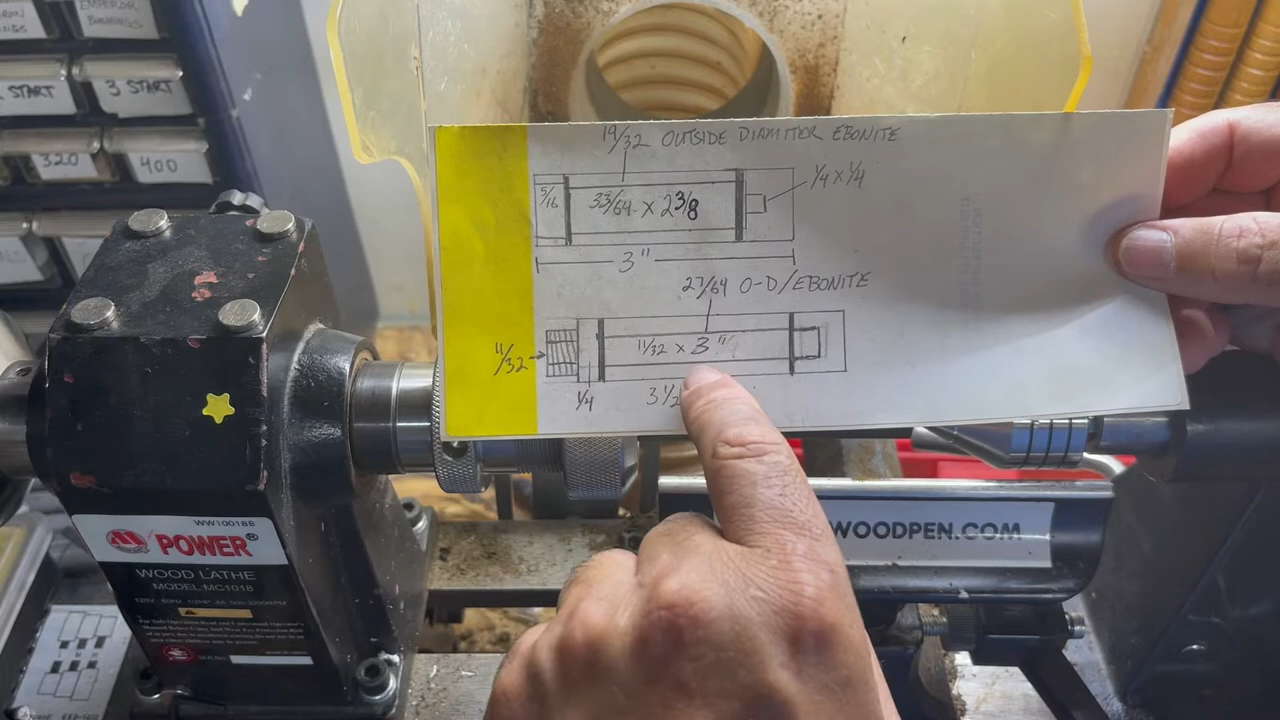 EMPEROR
3 START
START
320
400
19/32 OUTSIDE DIAMITIER EBONITE
1/4 x 1/4
5/16
33/64 x 2 3/8
3"
27/64 O-D/EBONITE
11/32
11/32 x 3"
1/4
3 1/2
WW10018B
POWER®
WOOD LATHE
MODEL:MC1018
WOODPEN.COM